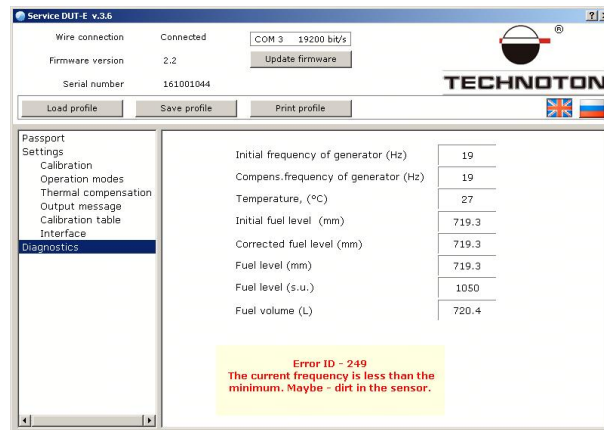 Service DUT-E v.3.6
Wire connection Connected COM 3 19200 bit/s
Firmware version 2.2 Update firmware
Serial number 161001044
®
TECHNOTON
Load profile Save profile Print profile
Passport
Settings
Calibration
Operation modes
Thermal compensation
Output message
Calibration table
Interface
Diagnostics
Initial frequency of generator (Hz) 19
Compens.frequency of generator (Hz) 19
Temperature, (ºC) 27
Initial fuel level (mm) 719.3
Corrected fuel level (mm) 719.3
Fuel level (mm) 719.3
Fuel level (s.u.) 1050
Fuel volume (L) 720.4
Error ID - 249
The current frequency is less than the
minimum. Maybe - dirt in the sensor.